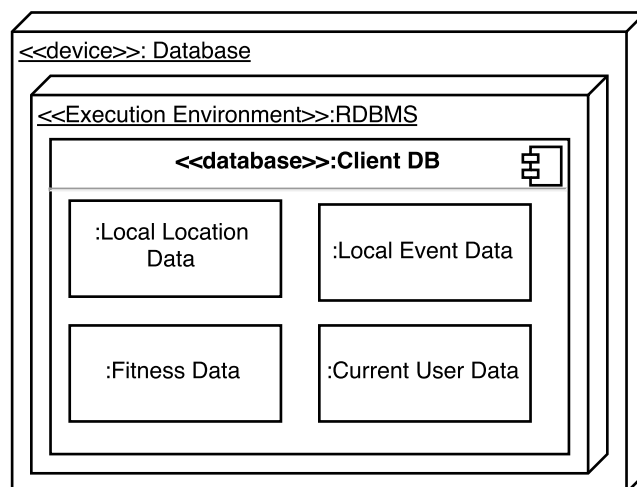 <<device>>: Database
<<Execution Environment>>:RDBMS
<<database>>:Client DB
:Local Location
Data
:Local Event Data
:Fitness Data
:Current User Data